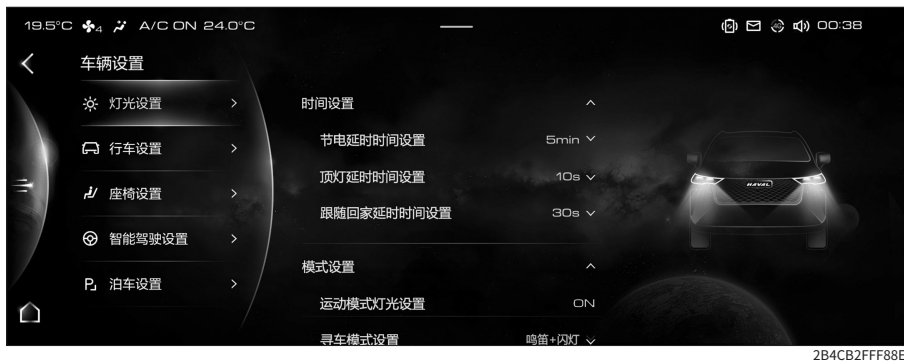 19.5°C 4 A/C ON 24.0°C 4G 00:38
车辆设置
灯光设置
行车设置
座椅设置
智能驾驶设置
泊车设置
时间设置
节电延时时间设置 5min
顶灯延时时间设置 10s
跟随回家延时时间设置 30s
模式设置
运动模式灯光设置 ON
寻车模式设置 鸣笛+闪灯
HAVAL
2B4CB2FFF88E